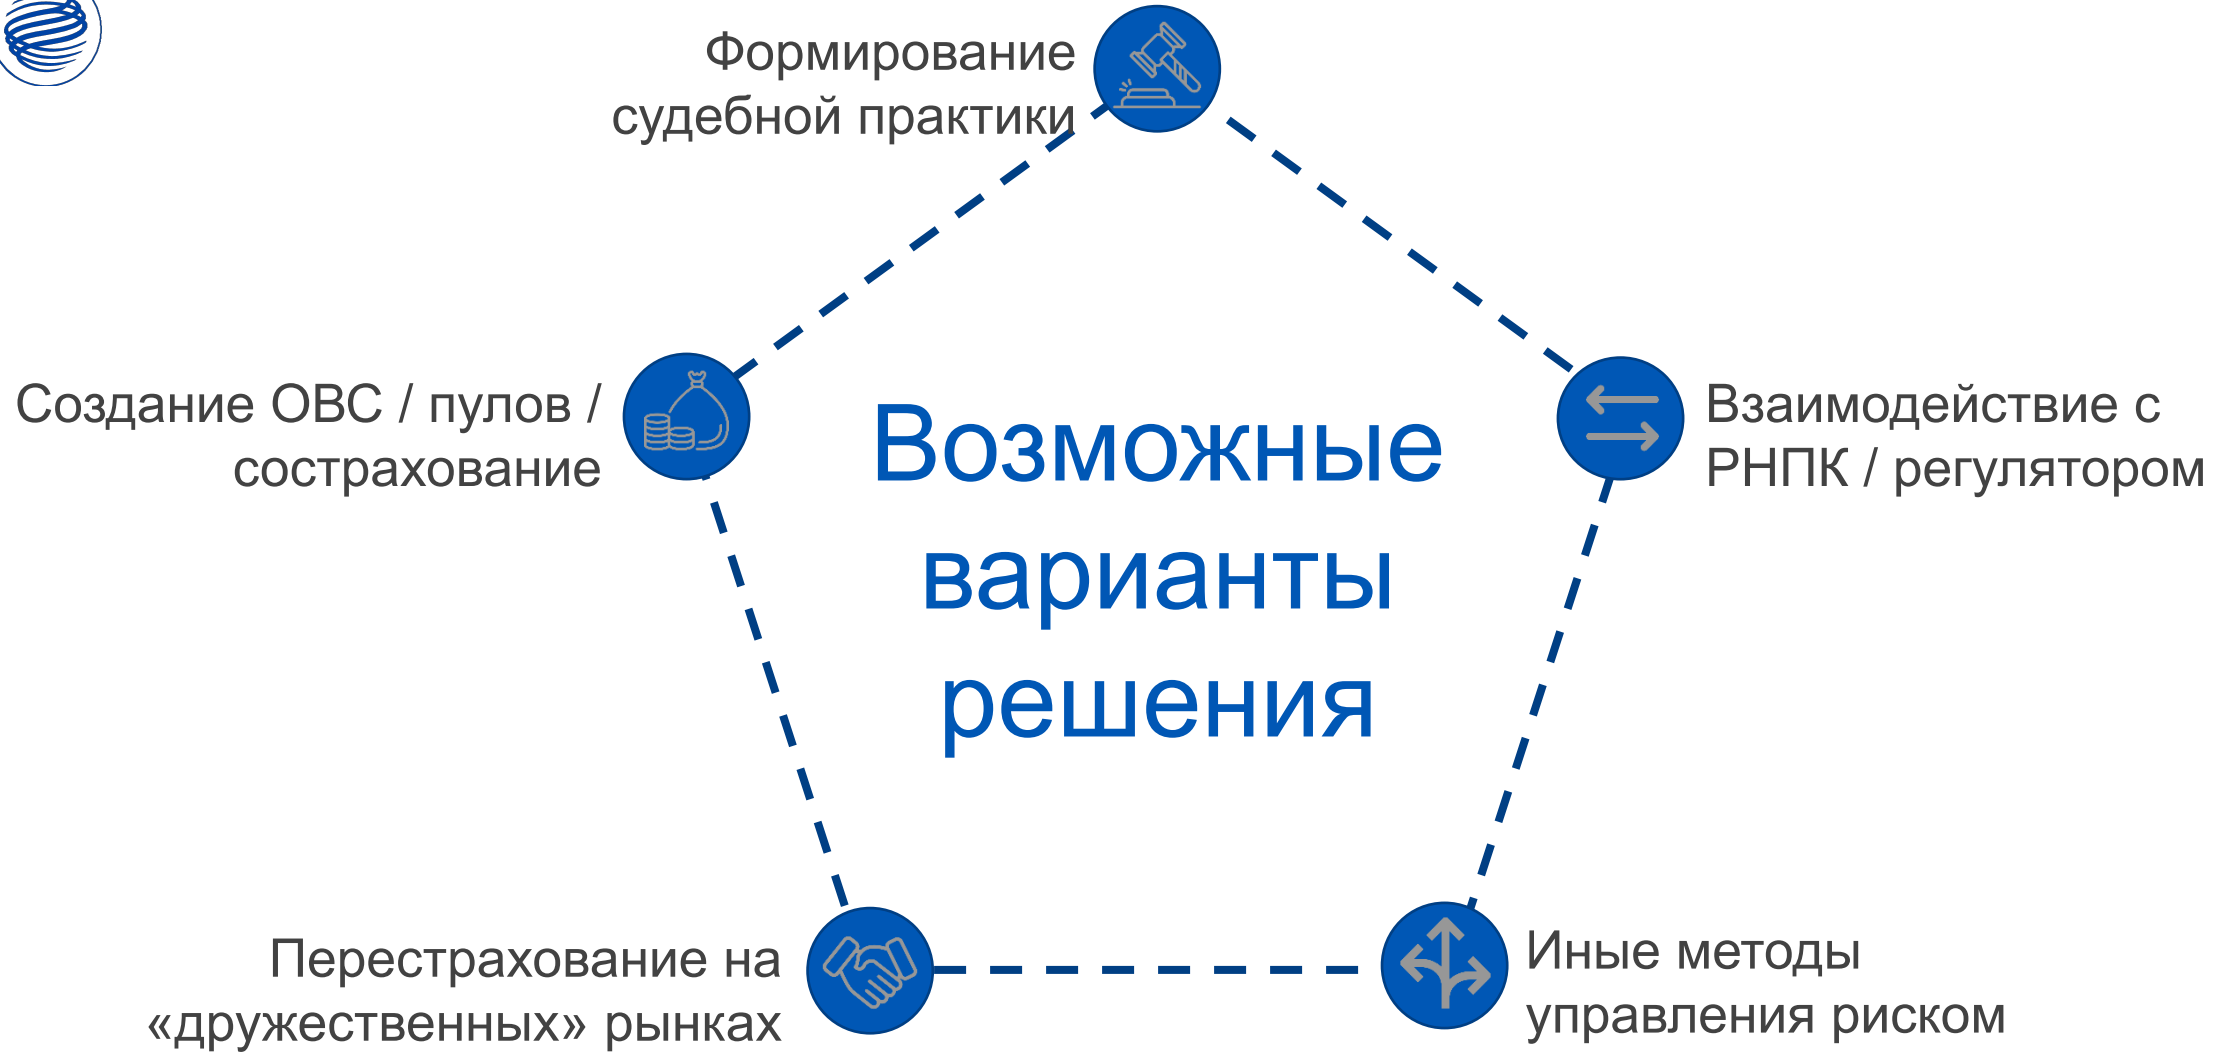 Формирование
судебной практики
Создание ОВС / пулов /
сострахование
Возможные
варианты
решения
Взаимодействие с
РНПК / регулятором
Перестрахование на
«дружественных» рынках
Иные методы
управления риском